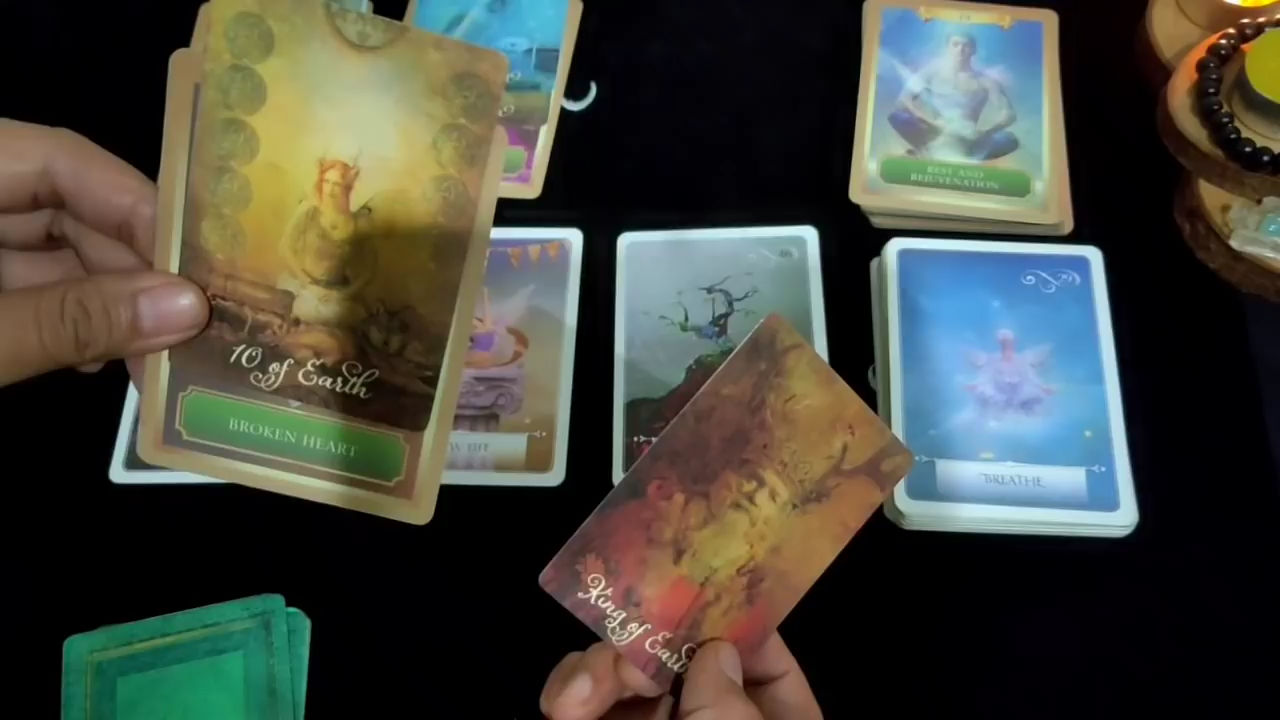 REST AND
REJUVENATION
10 of Earth
BROKEN HEART
BREATHE
King of Earth